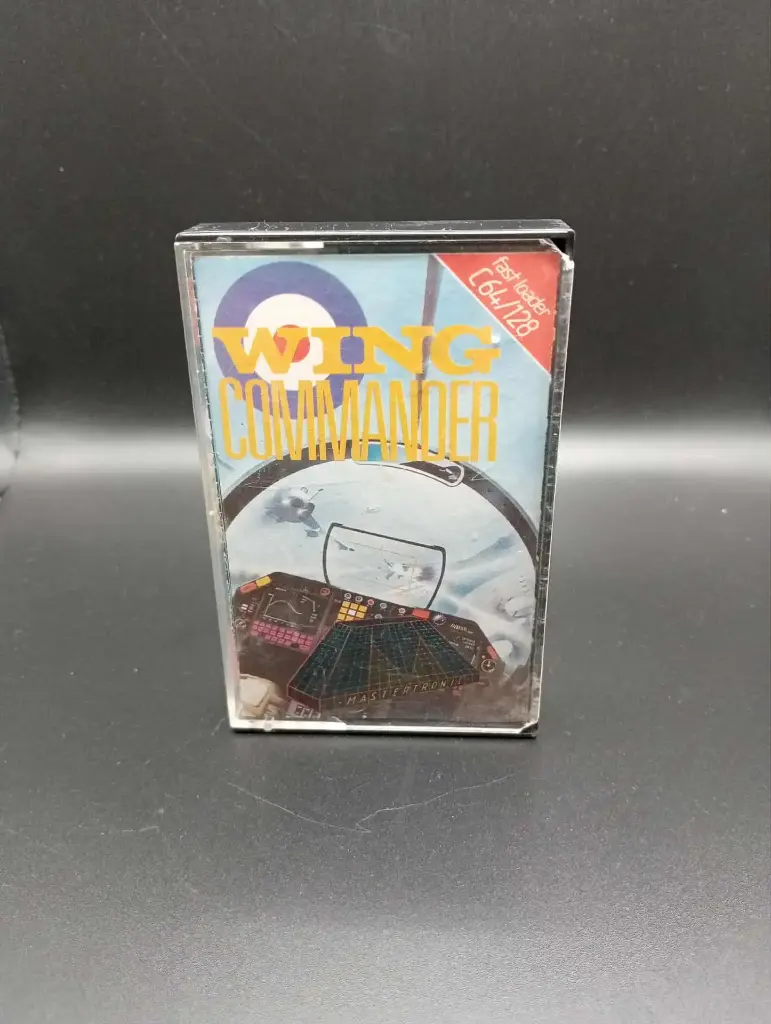 fast loader
C64/128
WING
COMMANDER
MASTERTRONIC